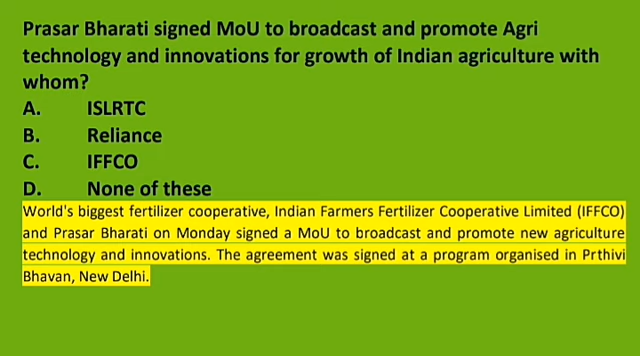 Prasar Bharati signed MoU to broadcast and promote Agri
technology and innovations for growth of Indian agriculture with
whom?
A. ISLRTC
B. Reliance
C. IFFCO
D. None of these
World's biggest fertilizer cooperative, Indian Farmers Fertilizer Cooperative Limited (IFFCO)
and Prasar Bharati on Monday signed a MoU to broadcast and promote new agriculture
technology and innovations. The agreement was signed at a program organised in Prthivi
Bhavan, New Delhi.